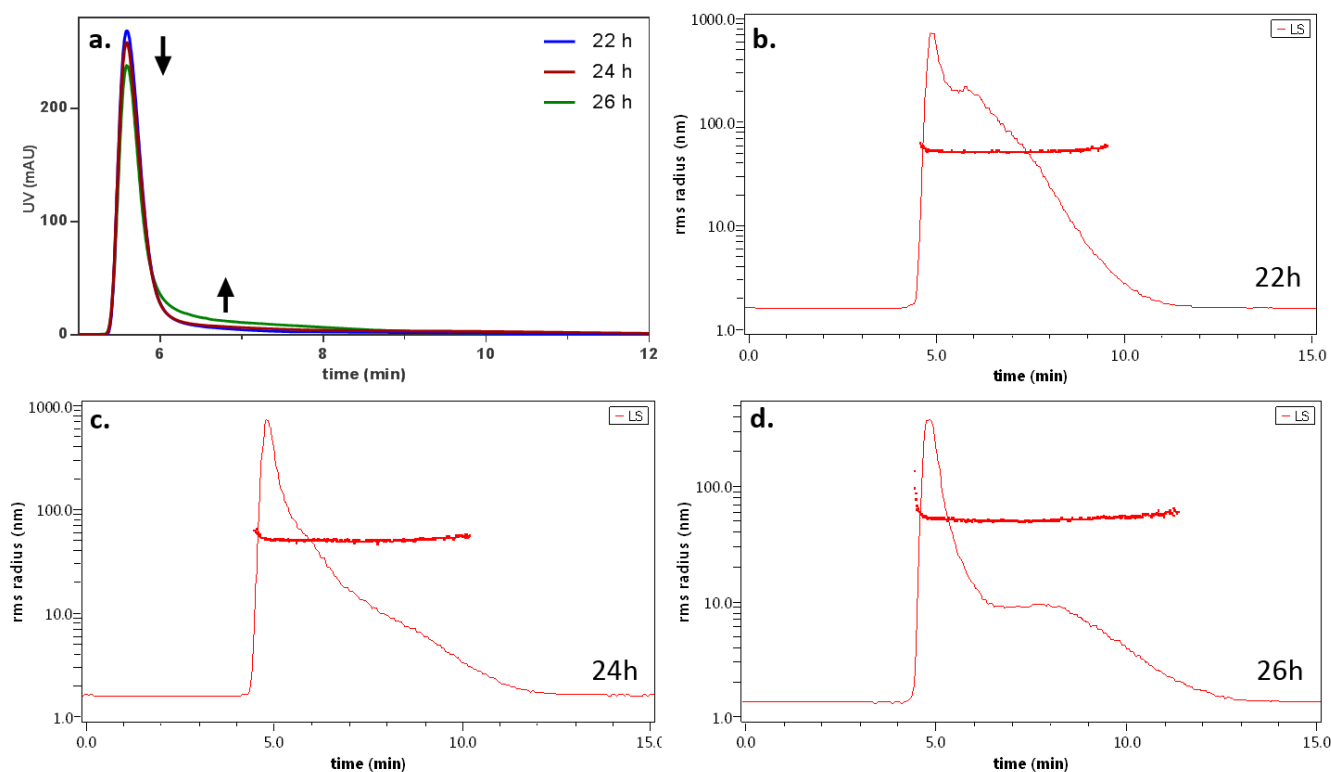 a.
22 h
24 h
26 h
UV (mAU)
200
100
0
6
8
10
12
time (min)
b.
LS
rms radius (nm)
1000.0
100.0
10.0
1.0
0.0
5.0
10.0
15.0
time (min)
22h
c.
LS
rms radius (nm)
1000.0
100.0
10.0
1.0
0.0
5.0
10.0
15.0
time (min)
24h
d.
LS
rms radius (nm)
100.0
10.0
1.0
0.0
5.0
10.0
15.0
time (min)
26h